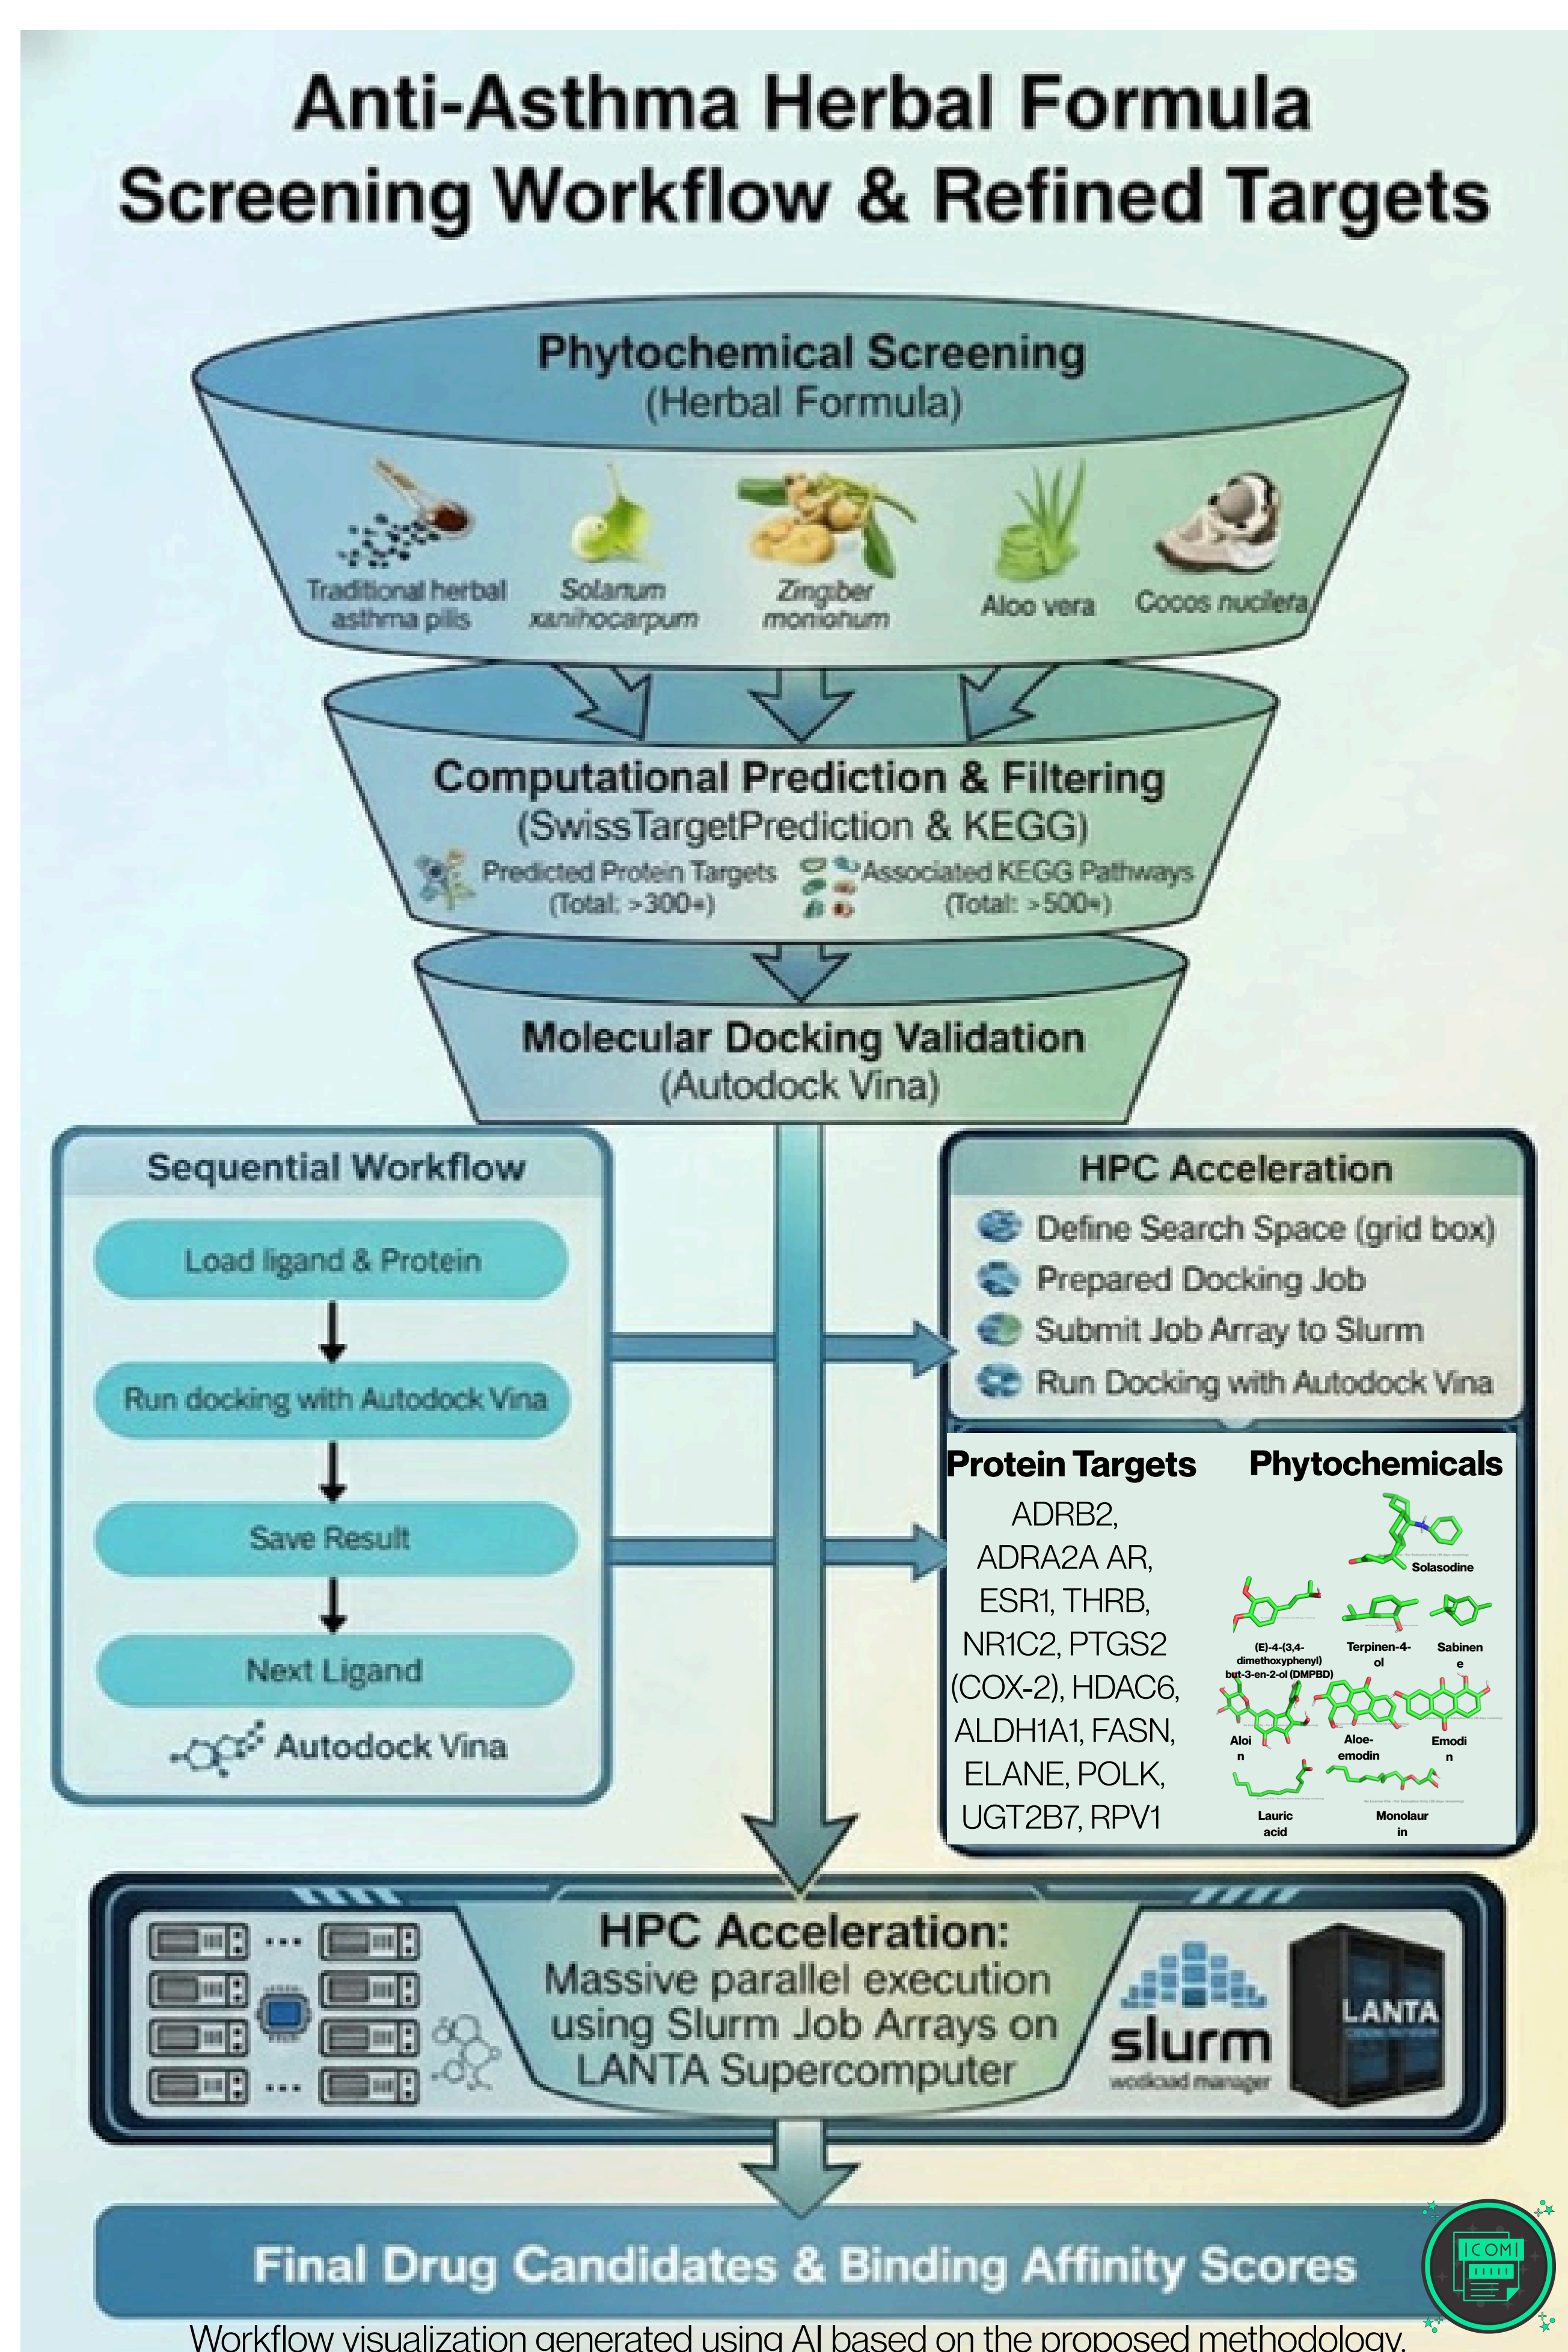 Anti-Asthma Herbal Formula
Screening Workflow & Refined Targets
Phytochemical Screening
(Herbal Formula)
Traditional herbal
asthma pills
Solarium
xanihocarpum
Zingiber
moniohum
Aloo vera
Cocos nucilera
Computational Prediction & Filtering
(SwissTargetPrediction & KEGG)
Predicted Protein Targets
(Total: >300+)
Associated KEGG Pathways
(Total: >500+)
Molecular Docking Validation
(Autodock Vina)
Sequential Workflow
Load ligand & Protein
Run docking with Autodock Vina
Save Result
Next Ligand
Autodock Vina
HPC Acceleration
Define Search Space (grid box)
Prepared Docking Job
Submit Job Array to Slurm
Run Docking with Autodock Vina
Protein Targets
ADRB2,
ADRA2A AR,
ESR1, THRB,
NR1C2, PTGS2
(COX-2), HDAC6,
ALDH1A1, FASN,
ELANE, POLK,
UGT2B7, RPV1
Phytochemicals
Solasodine
(E)-4-(3,4-
dimethoxyphenyl)
but-3-en-2-ol (DMPBD)
Terpinen-4-
ol
Sabinen
e
Aloi
n
Aloe-
emodin
Emodi
n
Lauric
acid
Monolaur
in
HPC Acceleration:
Massive parallel execution
using Slurm Job Arrays on
LANTA Supercomputer
slurm
workload manager
LANTA
Final Drug Candidates & Binding Affinity Scores
ICOMI
Workflow visualization generated using AI based on the proposed methodology.